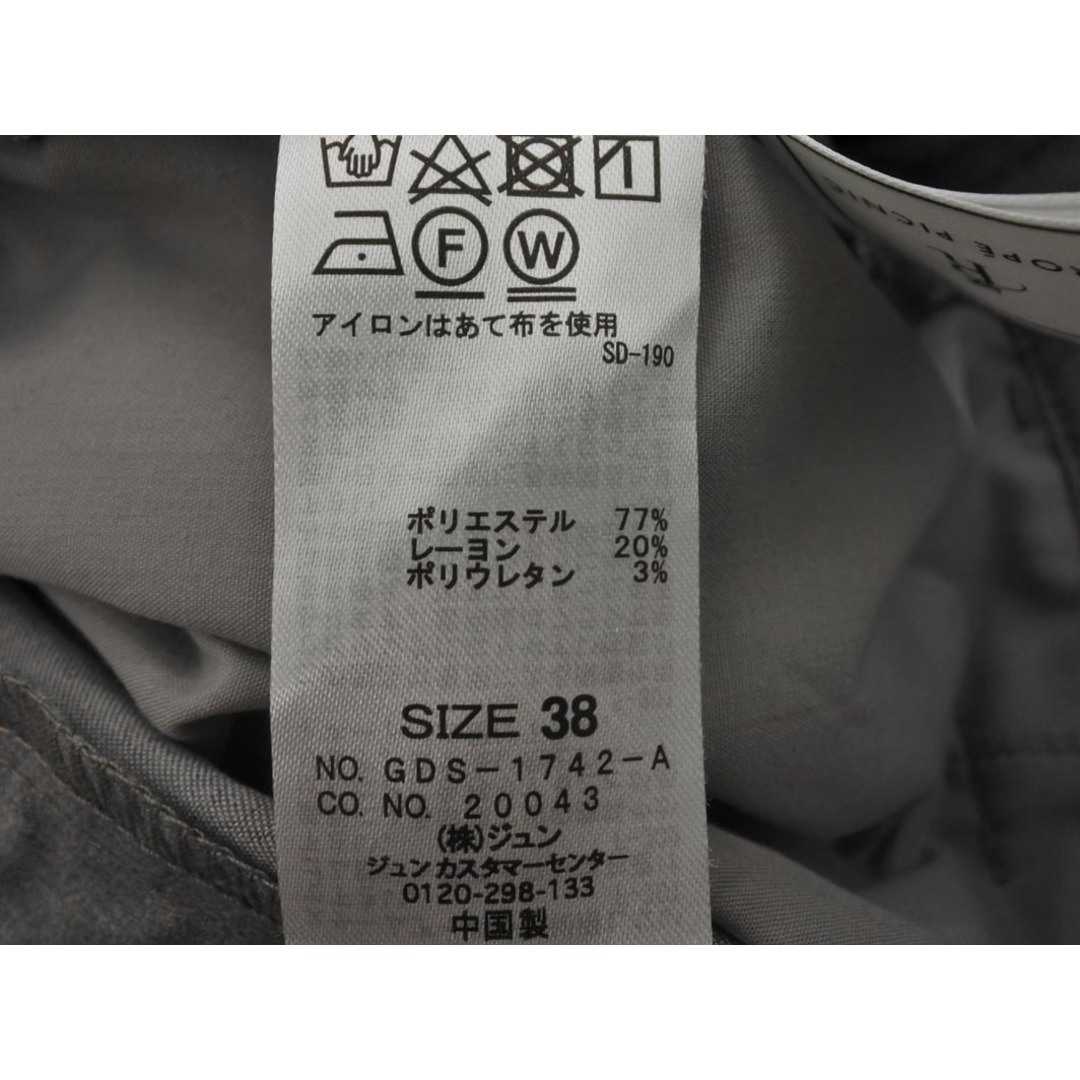 F W
アイロンはあて布を使用
SD-190
ポリエステル 77%
レーヨン 20%
ポリウレタン 3%
SIZE 38
NO. GDS-1742-A
CO. NO. 20043
(株)ジュン
ジュンカスタマーセンター
0120-298-133
中国製
ROPÉ PICNIC